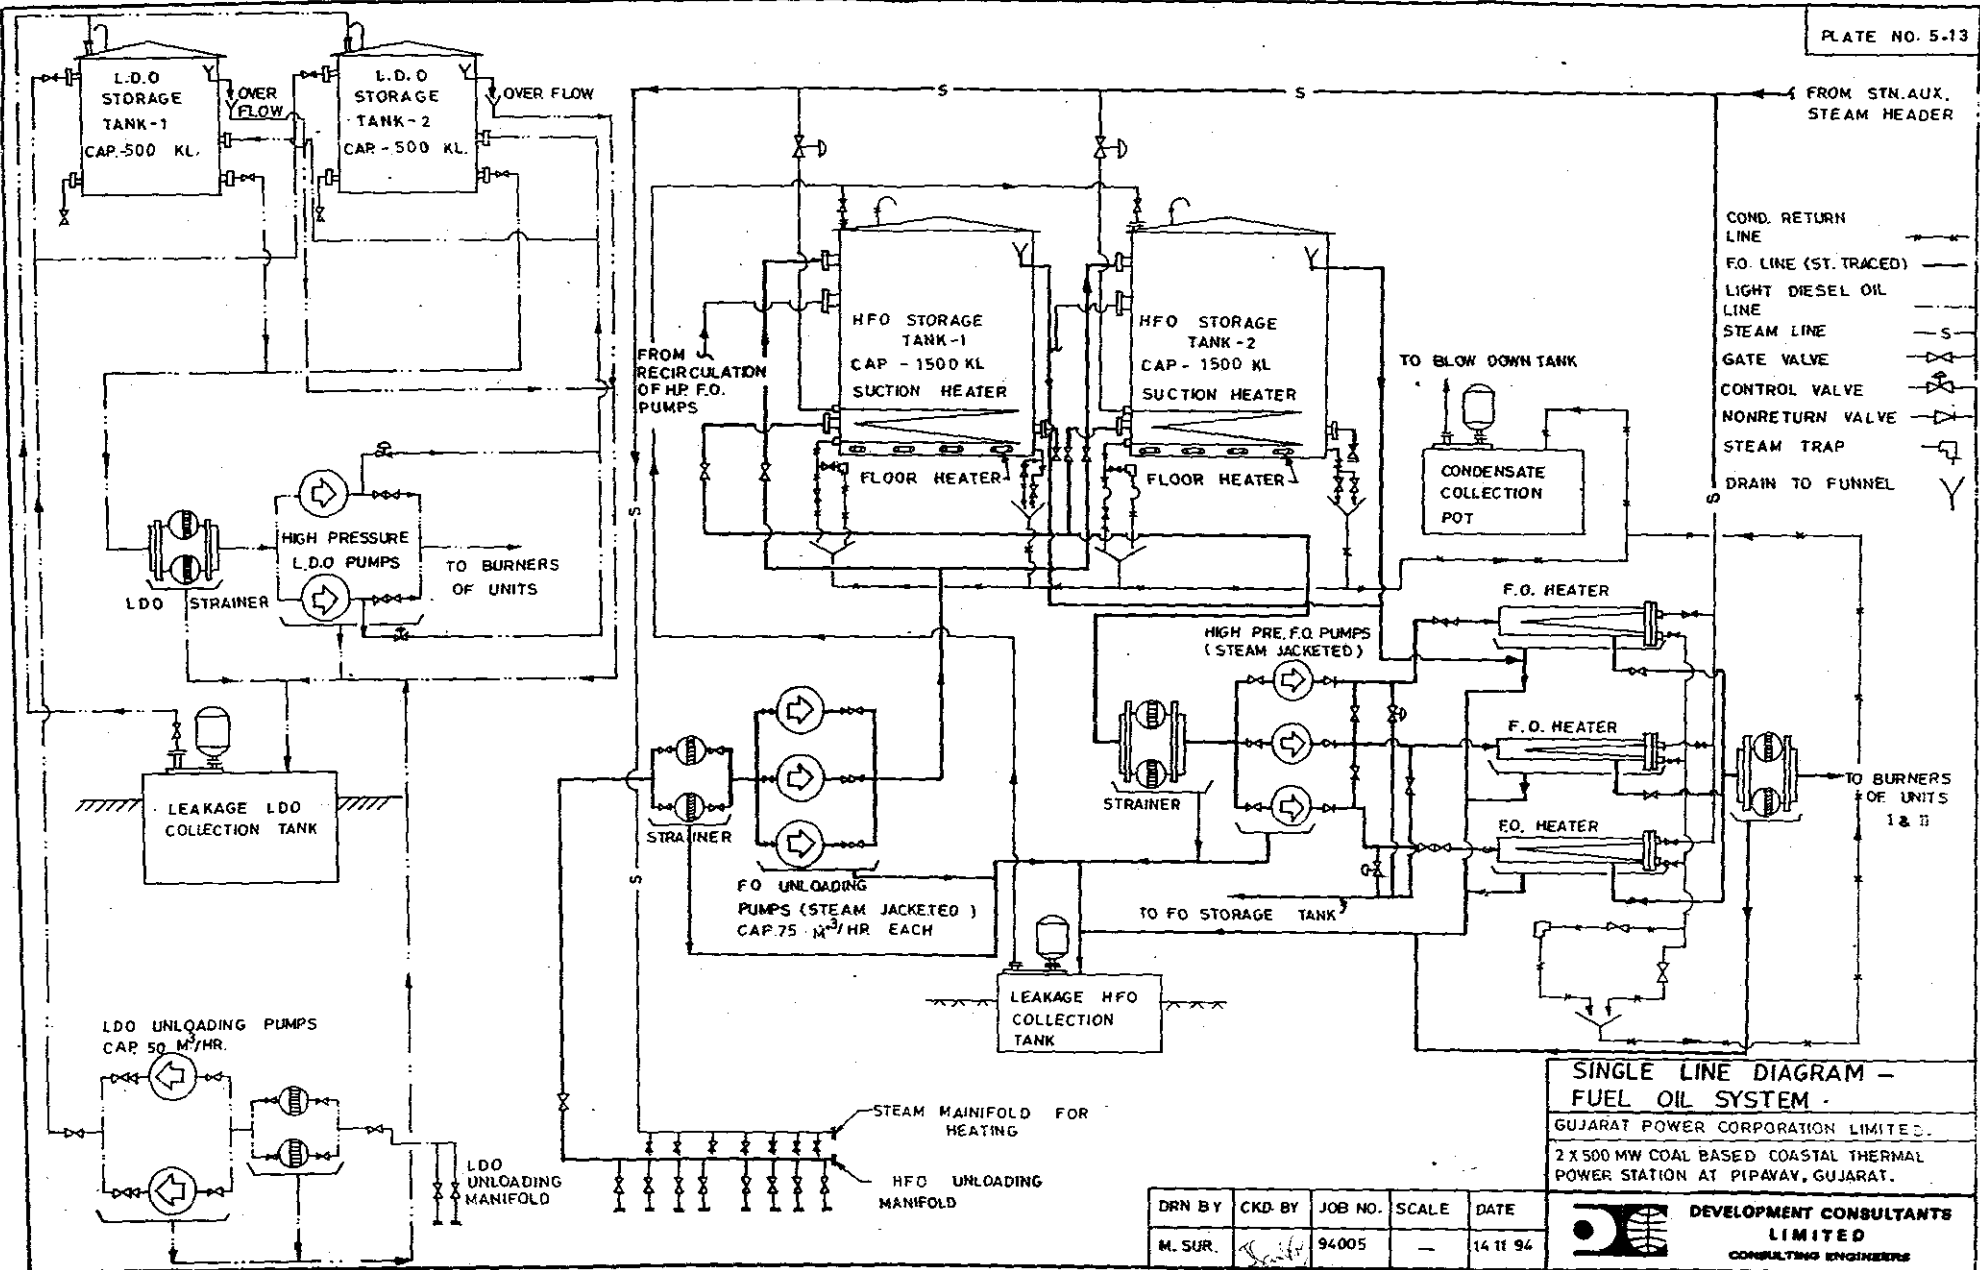 PLATE NO. 5-13
L.D.O
STORAGE
TANK-1
CAP.-500 KL.
OVER
FLOW
L.D.O
STORAGE
TANK-2
CAP.-500 KL.
OVER FLOW
S
S
FROM STN.AUX.
STEAM HEADER
COND. RETURN
LINE
F.O. LINE (ST. TRACED)
LIGHT DIESEL OIL
LINE
STEAM LINE
S
GATE VALVE
CONTROL VALVE
NONRETURN VALVE
STEAM TRAP
DRAIN TO FUNNEL
HFO STORAGE
TANK-1
CAP - 1500 KL
SUCTION HEATER
FLOOR HEATER
HFO STORAGE
TANK-2
CAP - 1500 KL
SUCTION HEATER
FLOOR HEATER
FROM
RECIRCULATION
OF H.P. F.O.
PUMPS
TO BLOW DOWN TANK
CONDENSATE
COLLECTION
POT
S
S
HIGH PRESSURE
L.D.O PUMPS
LDO STRAINER
TO BURNERS
OF UNITS
F.O. HEATER
HIGH PRE. F.O. PUMPS
(STEAM JACKETED)
F.O. HEATER
STRAINER
TO BURNERS
OF UNITS
I & II
F.O. HEATER
LEAKAGE LDO
COLLECTION TANK
STRAINER
S
FO UNLOADING
PUMPS (STEAM JACKETED)
CAP. 75 M3/HR EACH
TO FO STORAGE TANK
LEAKAGE HFO
COLLECTION
TANK
LDO UNLOADING PUMPS
CAP. 50 M3/HR.
LDO
UNLOADING
MANIFOLD
STEAM MAINIFOLD FOR
HEATING
HFO UNLOADING
MANIFOLD
SINGLE LINE DIAGRAM -
FUEL OIL SYSTEM.
GUJARAT POWER CORPORATION LIMITED.
2 X 500 MW COAL BASED COASTAL THERMAL
POWER STATION AT PIPAVAV, GUJARAT.
DRN BY CKD. BY JOB NO. SCALE DATE
M. SUR. 94005 — 14 11 94
DEVELOPMENT CONSULTANTS
LIMITED
CONSULTING ENGINEERS